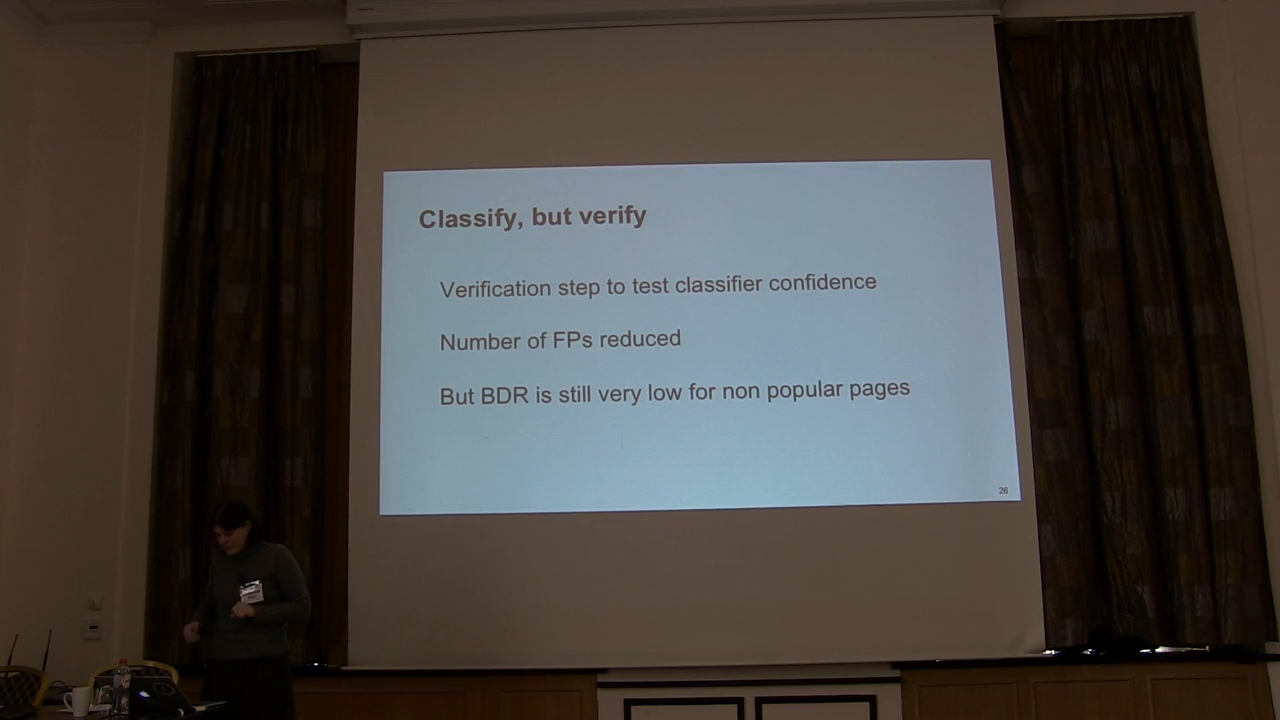 Classify, but verify
Verification step to test classifier confidence
Number of FPs reduced
But BDR is still very low for non popular pages
26